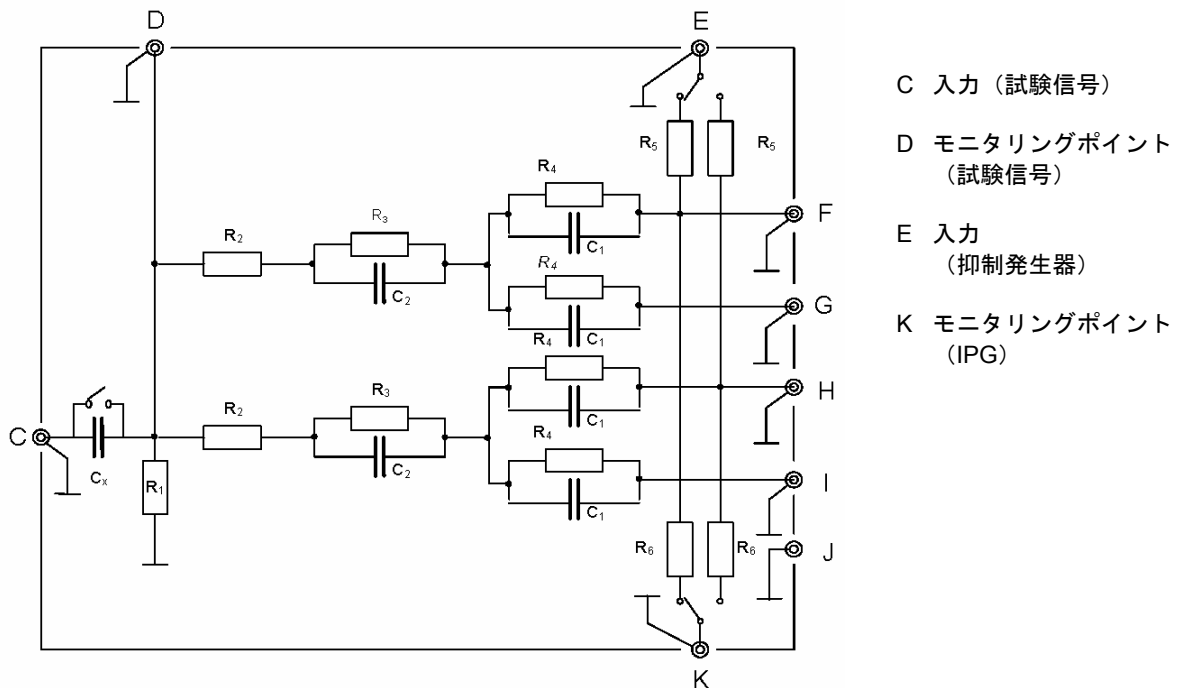 D
E
C 入力（試験信号）
D モニタリングポイント
（試験信号）
E 入力
（抑制発生器）
K モニタリングポイント
（IPG）
R₅
R₅
R₄
F
C₁
R₃
R₂
C₂
R₄
G
R₄
C₁
H
R₃
R₂
C₁
R₄
C
C₂
I
Cₓ
R₁
C₁
R₆
R₆
J
K